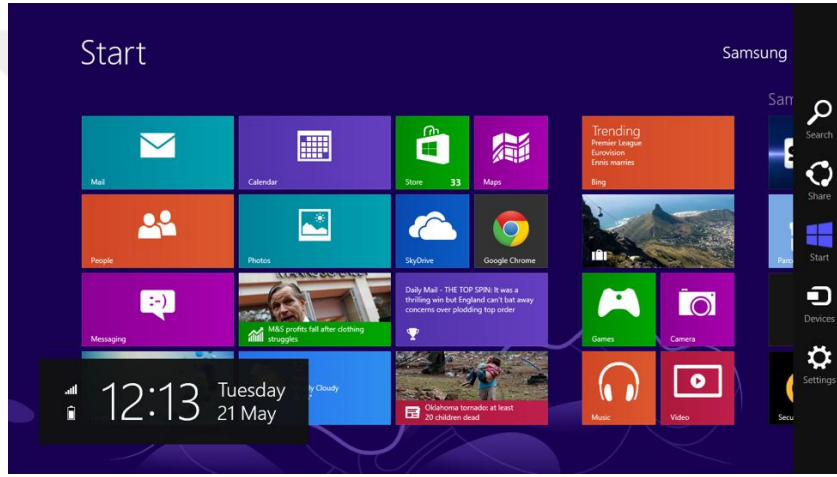 Start
Samsung
Sam
Search
Share
Start
Devices
Settings
Mail
Calendar
Store 33
Maps
Trending
Premier League
Eurovision
Ennis marries
Bing
People
Photos
SkyDrive
Google Chrome
Messaging
M&S profits fall after clothing
struggles
Daily Mail - THE TOP SPIN: It was a
thrilling win but England can't bat away
concerns over plodding top order
Games
Camera
ly Cloudy
Oklahoma tornado: at least
20 children dead
Music
Video
Secu
Parce
12:13
Tuesday
21 May